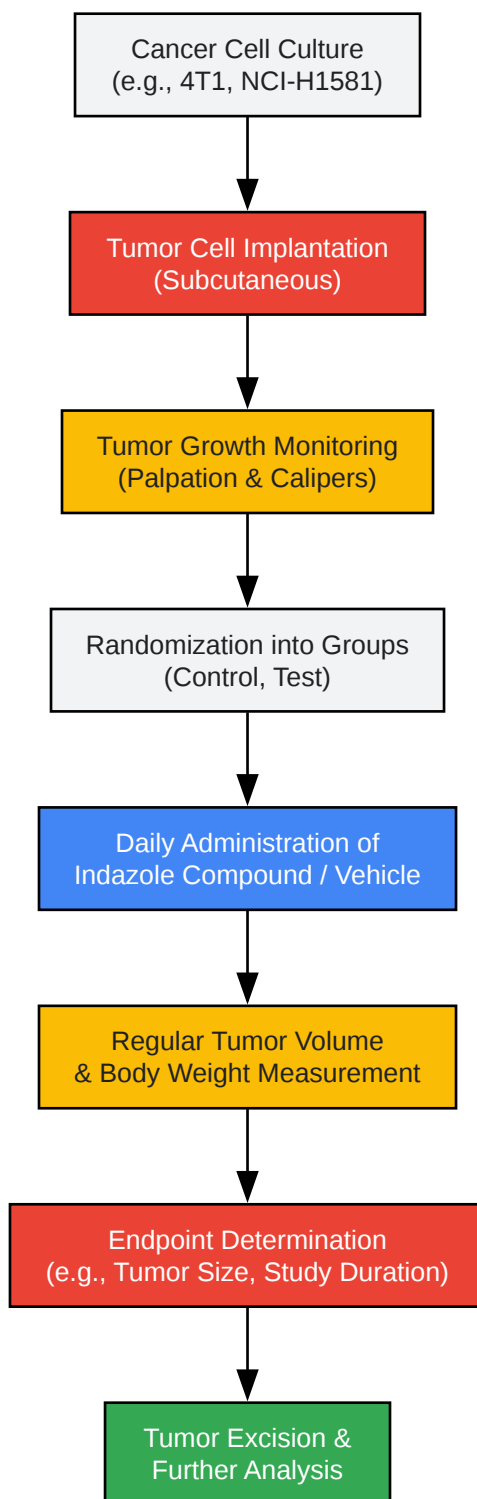 Cancer Cell Culture
(e.g., 4T1, NCI-H1581)
Tumor Cell Implantation
(Subcutaneous)
Tumor Growth Monitoring
(Palpation & Calipers)
Randomization into Groups
(Control, Test)
Daily Administration of
Indazole Compound / Vehicle
Regular Tumor Volume
& Body Weight Measurement
Endpoint Determination
(e.g., Tumor Size, Study Duration)
Tumor Excision &
Further Analysis